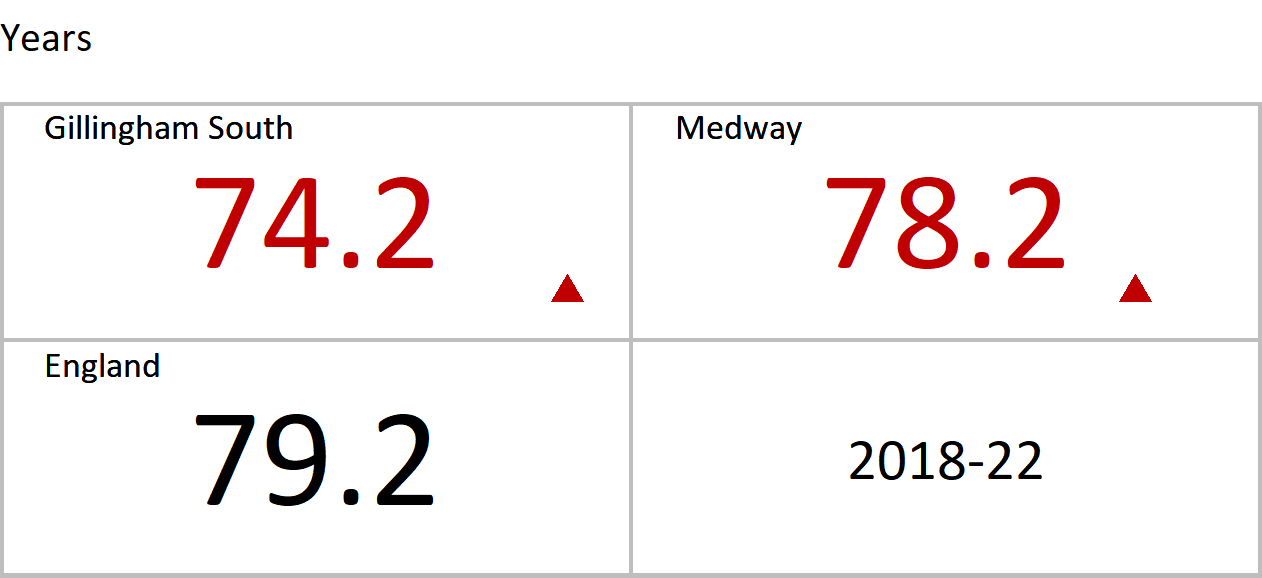 Years
Gillingham South
74.2
Medway
78.2
England
79.2
2018-22